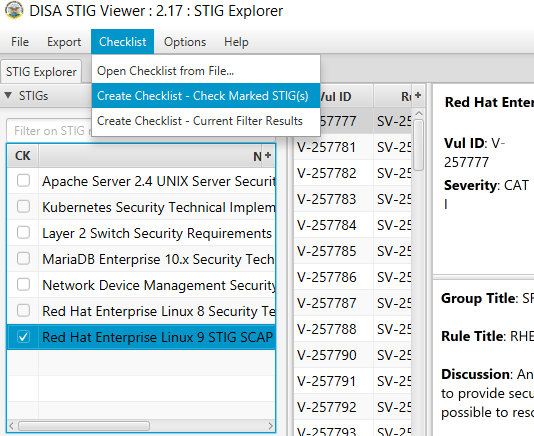 DISA STIG Viewer : 2.17 : STIG Explorer
File Export Checklist Options Help
STIG Explorer
Open Checklist from File...
Create Checklist - Check Marked STIG(s)
Create Checklist - Current Filter Results
STIGs
Filter on STIG
CK N +
Apache Server 2.4 UNIX Server Securit
Kubernetes Security Technical Implem
Layer 2 Switch Security Requirements
MariaDB Enterprise 10.x Security Tech
Network Device Management Security
Red Hat Enterprise Linux 8 Security Te
Red Hat Enterprise Linux 9 STIG SCAP
Vul ID Ru +
257777 SV-25
V-257781 SV-25
V-257782 SV-25
V-257783 SV-25
V-257784 SV-25
V-257785 SV-25
V-257786 SV-25
V-257787 SV-25
V-257788 SV-25
V-257790 SV-25
V-257791 SV-25
V-257792 SV-25
V-257793 SV-25
Red Hat Enter
Vul ID: V-
257777
Severity: CAT
I
Group Title: SR
Rule Title: RHE
Discussion: An
to provide secu
possible to reso